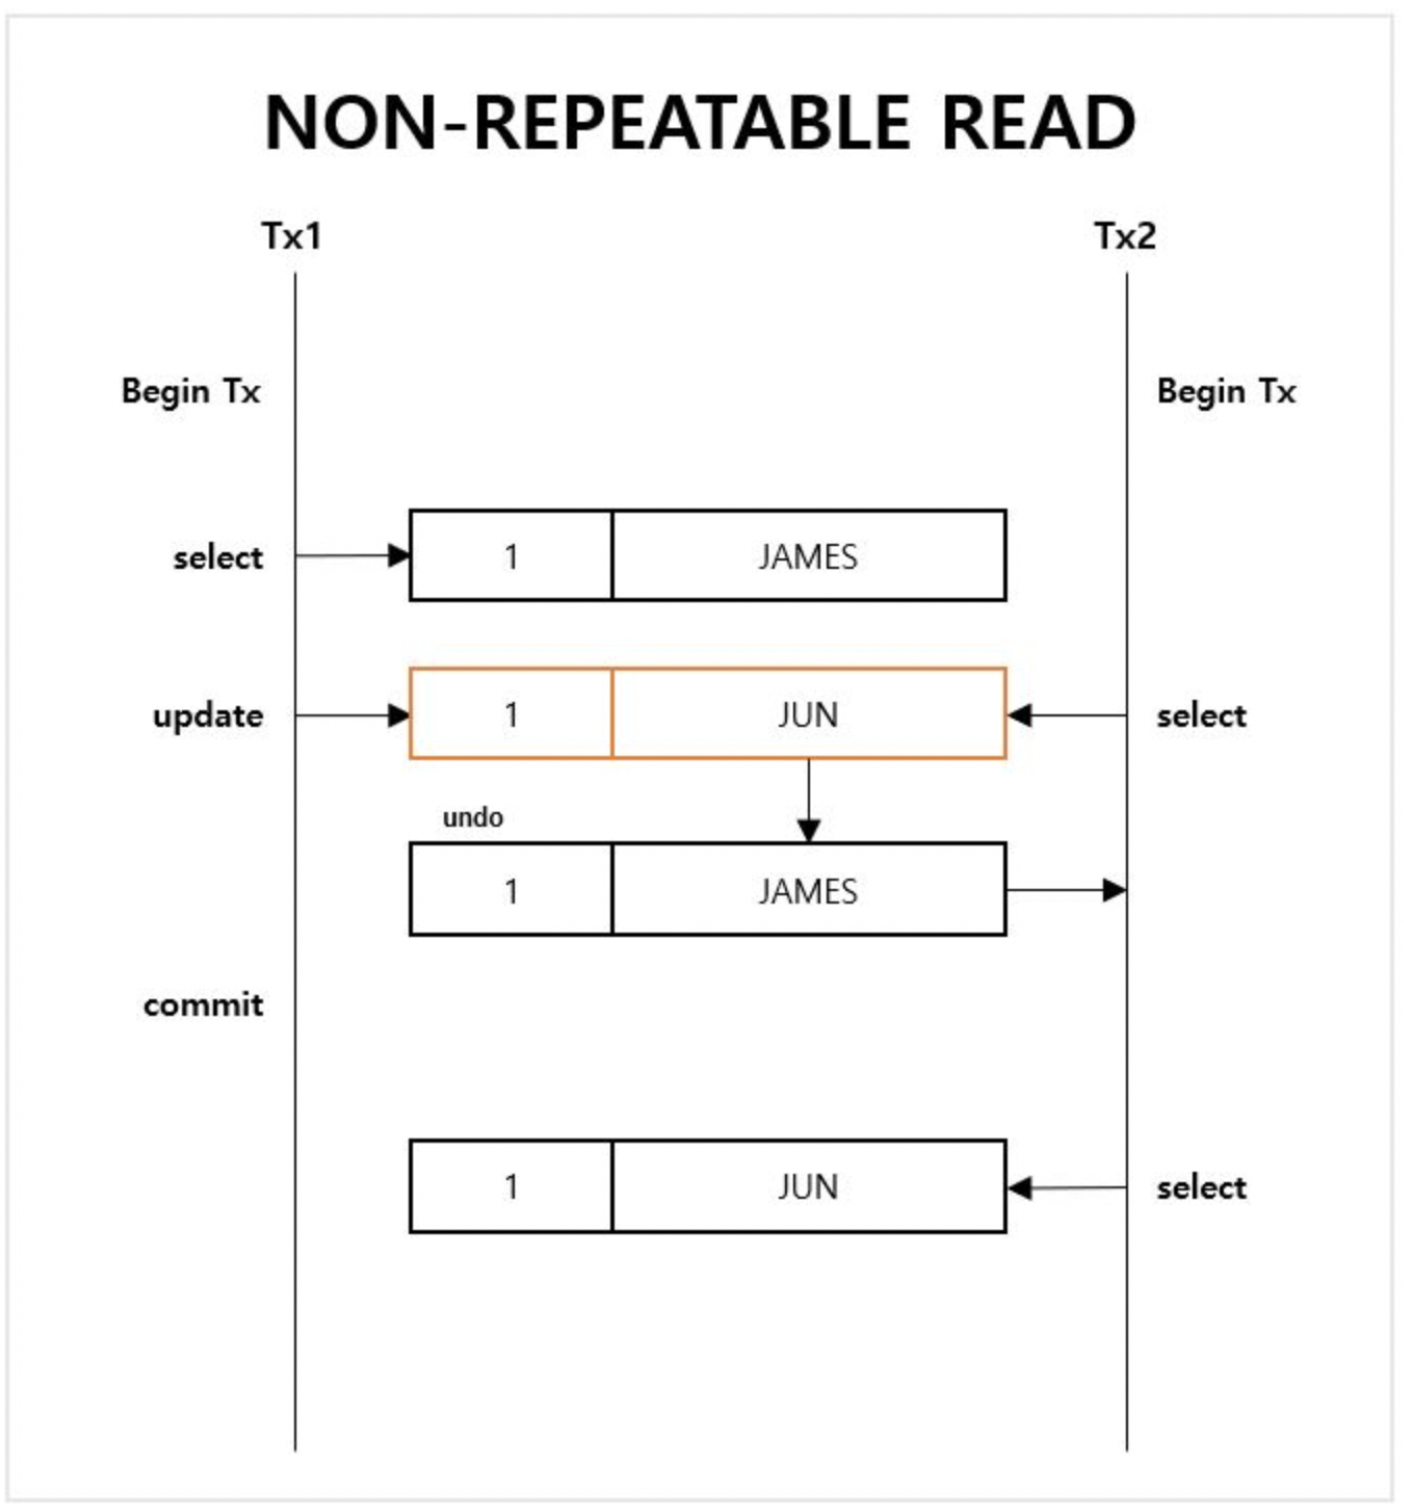 NON-REPEATABLE READ
Tx1 Tx2
Begin Tx Begin Tx
select 1 JAMES
update 1 JUN select
undo
1 JAMES
commit
1 JUN select